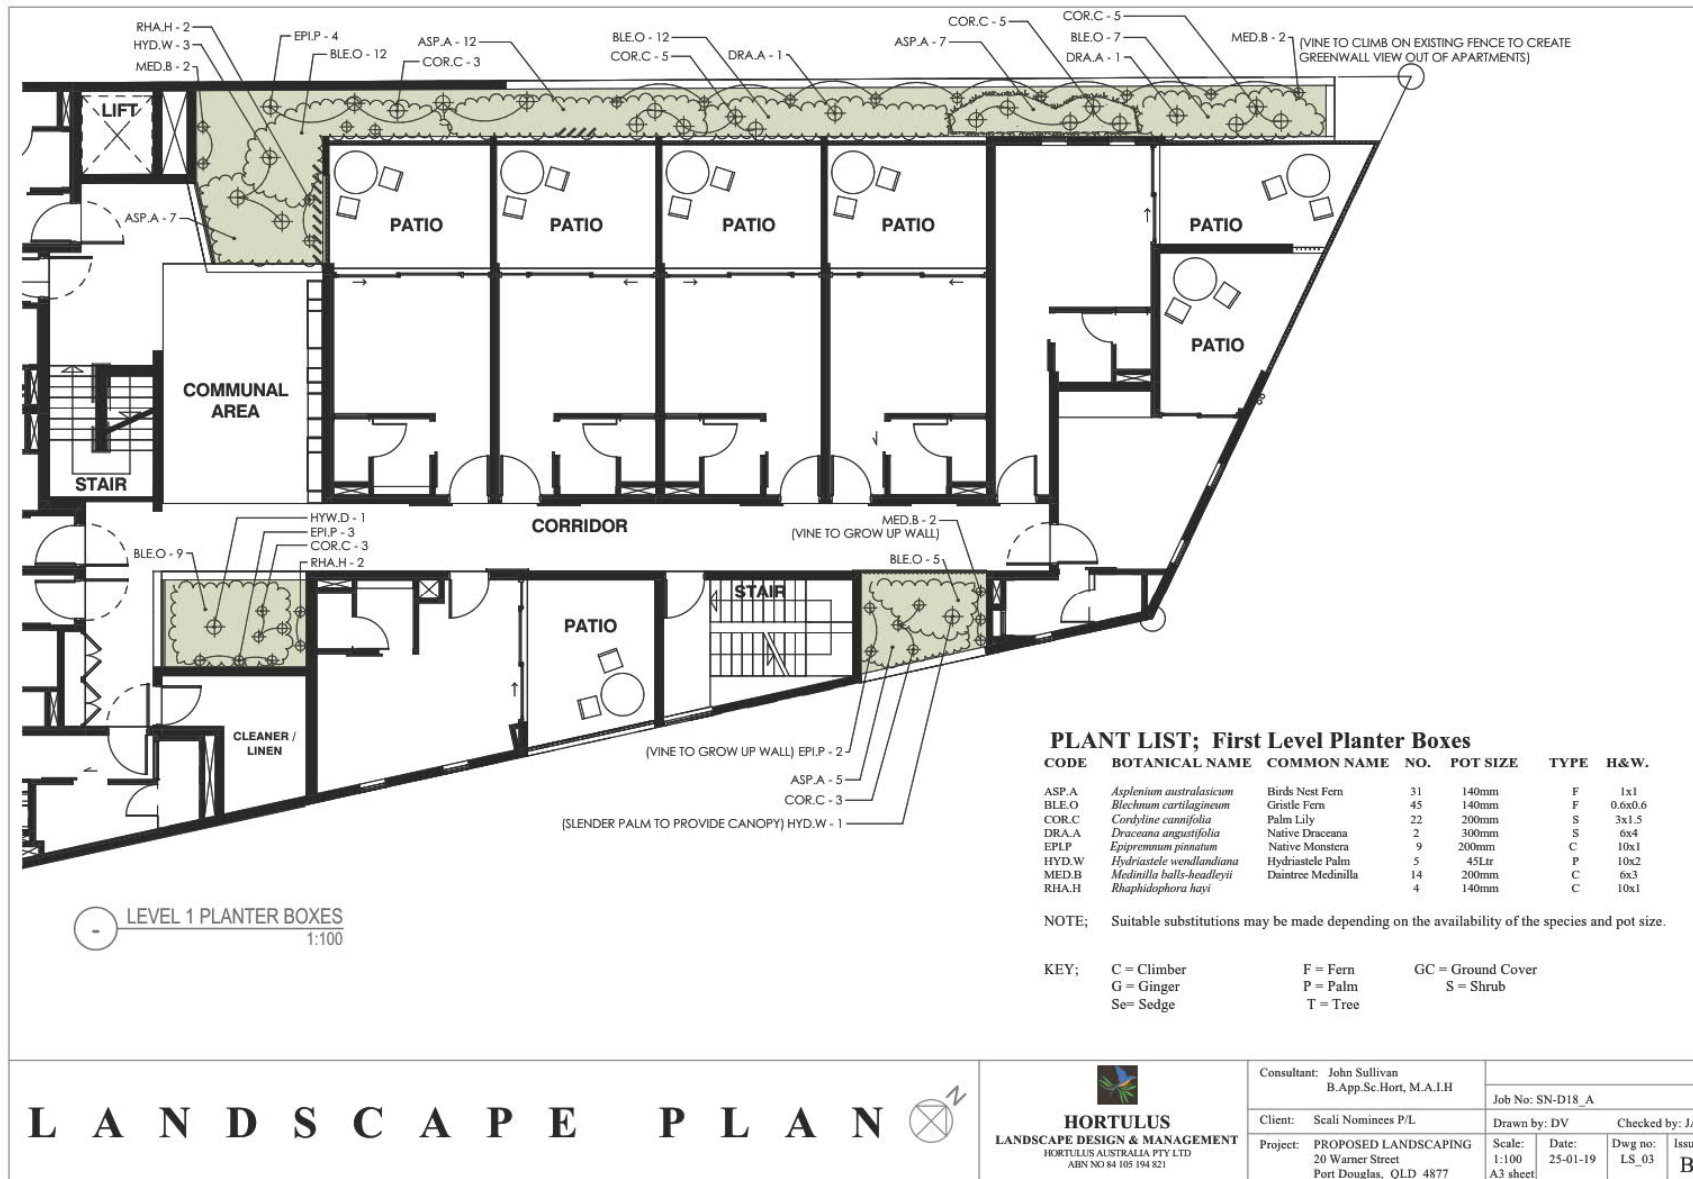 RHA.H - 2
HYD.W - 3
MED.B - 2
EPI.P - 4
BLE.O - 12
ASP.A - 12
COR.C - 3
BLE.O - 12
COR.C - 5
DRA.A - 1
COR.C - 5
ASP.A - 7
COR.C - 5
BLE.O - 7
DRA.A - 1
MED.B - 2
(VINE TO CLIMB ON EXISTING FENCE TO CREATE
GREENWALL VIEW OUT OF APARTMENTS)
LIFT
ASP.A - 7
PATIO
PATIO
PATIO
PATIO
PATIO
PATIO
COMMUNAL
AREA
STAIR
CORRIDOR
HYW.D - 1
EPI.P - 3
COR.C - 3
RHA.H - 2
BLE.O - 9
MED.B - 2
(VINE TO GROW UP WALL)
BLE.O - 5
STAIR
PATIO
CLEANER /
LINEN
(VINE TO GROW UP WALL) EPI.P - 2
ASP.A - 5
COR.C - 3
(SLENDER PALM TO PROVIDE CANOPY) HYD.W - 1
PLANT LIST; First Level Planter Boxes
CODE BOTANICAL NAME COMMON NAME NO. POT SIZE TYPE H&W.
ASP.A Asplenium australasicum Birds Nest Fern 31 140mm F 1x1
BLE.O Blechnum cartilagineum Gristle Fern 45 140mm F 0.6x0.6
COR.C Cordyline cannifolia Palm Lily 22 200mm S 3x1.5
DRA.A Draceana angustifolia Native Draceana 2 300mm S 6x4
EPI.P Epipremnum pinnatum Native Monstera 9 200mm C 10x1
HYD.W Hydriastele wendlandiana Hydriastele Palm 5 45Ltr P 10x2
MED.B Medinilla balls-headleyii Daintree Medinilla 14 200mm C 6x3
RHA.H Rhaphidophora hayi 4 140mm C 10x1
NOTE; Suitable substitutions may be made depending on the availability of the species and pot size.
KEY; C = Climber F = Fern GC = Ground Cover
G = Ginger P = Palm S = Shrub
Se= Sedge T = Tree
- LEVEL 1 PLANTER BOXES
1:100
LANDSCAPE PLAN
N
HORTULUS
LANDSCAPE DESIGN & MANAGEMENT
HORTULUS AUSTRALIA PTY LTD
ABN NO 84 105 194 821
Consultant: John Sullivan
B.App.Sc.Hort, M.A.I.H
Client: Scali Nominees P/L
Project: PROPOSED LANDSCAPING
20 Warner Street
Port Douglas, QLD 4877
Job No: SN-D18_A
Drawn by: DV Checked by: JA
Scale: Date: Dwg no: Issu
1:100 25-01-19 LS_03 B
A3 sheet